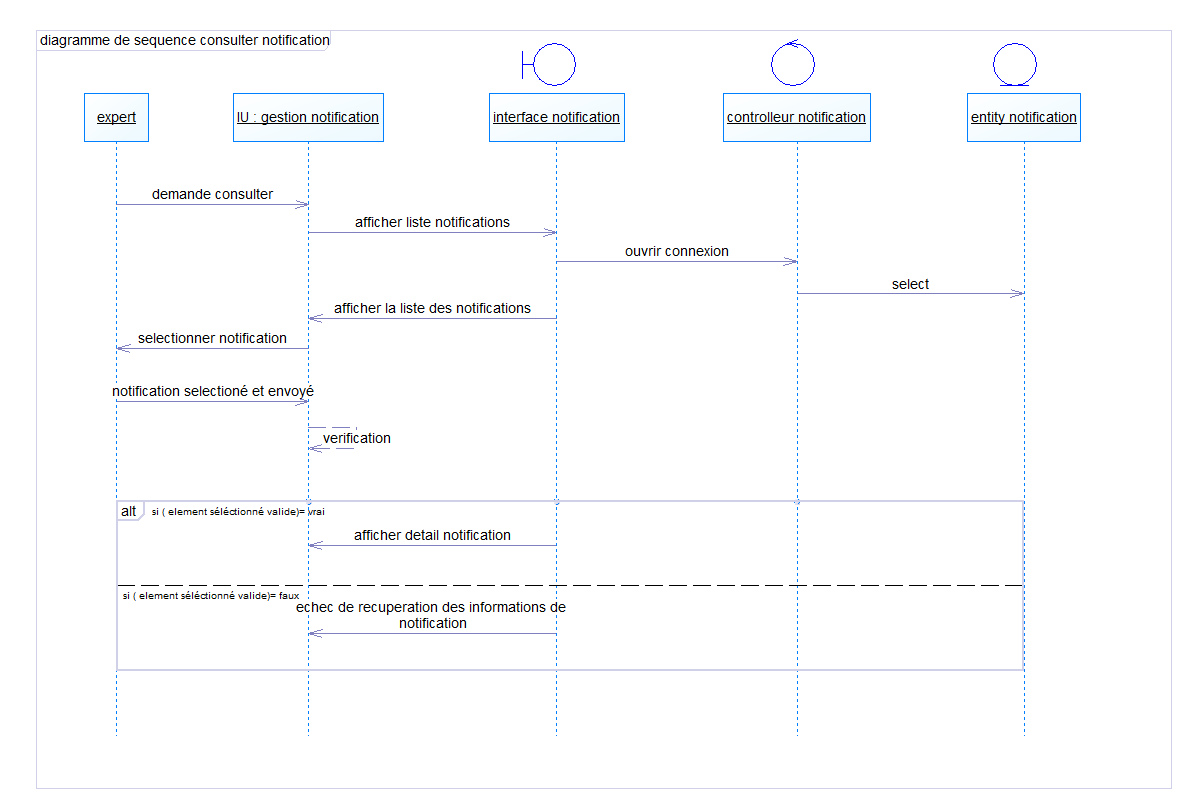 diagramme de sequence consulter notification
expert
IU : gestion notification
interface notification
controlleur notification
entity notification
demande consulter
afficher liste notifications
ouvrir connexion
select
afficher la liste des notifications
selectionner notification
notification selectioné et envoyé
verification
alt
si ( element séléctionné valide)= vrai
afficher detail notification
si ( element séléctionné valide)= faux
echec de recuperation des informations de
notification